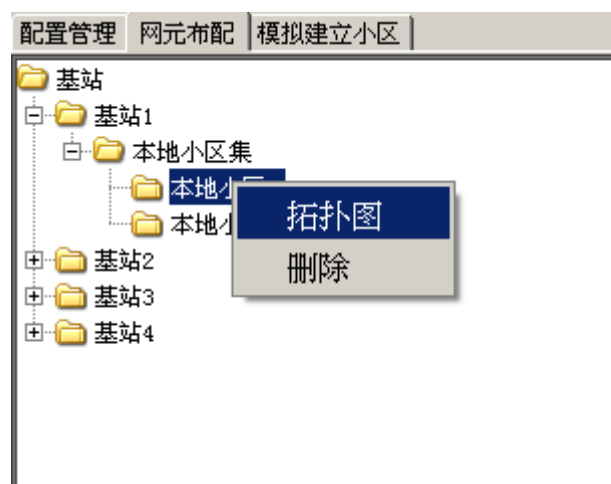 配置管理 网元布配 模拟建立小区
基站
基站1
本地小区集
本地小
拓扑图
本地小
删除
基站2
基站3
基站4